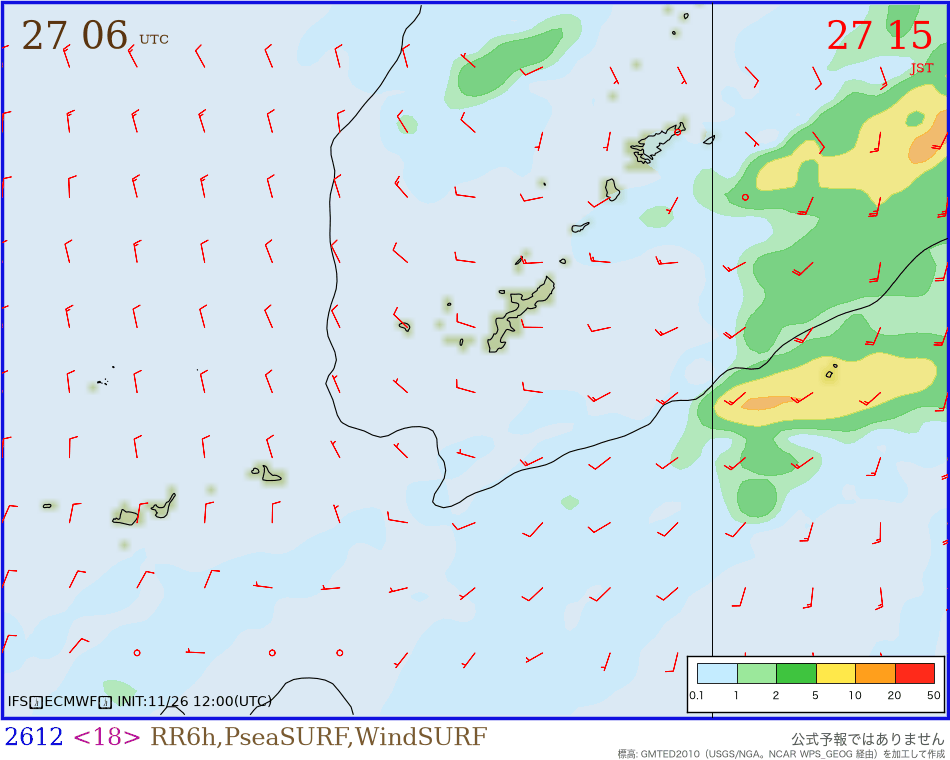 27 06 UTC
27 15
JST
IFS ECMWF INIT:11/26 12:00(UTC)
0.1 1 2 5 10 20 50
2612 <18> RR6h,PseaSURF,WindSURF
公式予報ではありません
標高: GMTED2010（USGS/NGA。NCAR WPS_GEOG 経由）を加工して作成